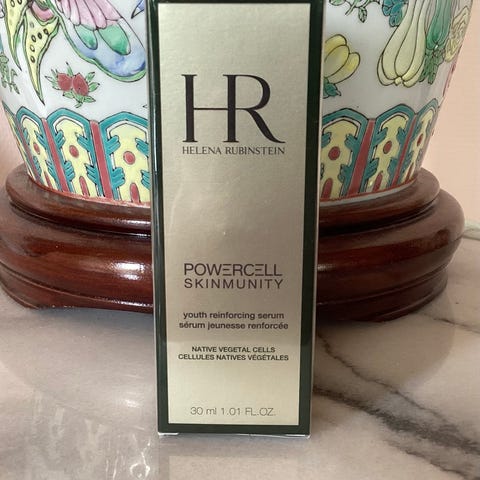 HR
HELENA RUBINSTEIN
POWERCELL
SKINMUNITY
youth reinforcing serum
sérum jeunesse renforcée
NATIVE VEGETAL CELLS
CELLULES NATIVES VÉGÉTALES
30 ml 1.01 FL.OZ.